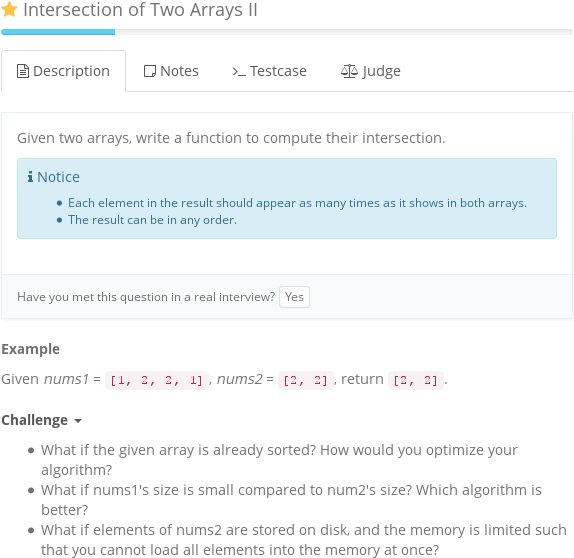 Intersection of Two Arrays II
Description Notes Testcase Judge
Given two arrays, write a function to compute their intersection.
Notice
Each element in the result should appear as many times as it shows in both arrays.
The result can be in any order.
Have you met this question in a real interview? Yes
Example
Given nums1 = [1, 2, 2, 1], nums2 = [2, 2], return [2, 2].
Challenge
What if the given array is already sorted? How would you optimize your
algorithm?
What if nums1's size is small compared to num2's size? Which algorithm is
better?
What if elements of nums2 are stored on disk, and the memory is limited such
that you cannot load all elements into the memory at once?